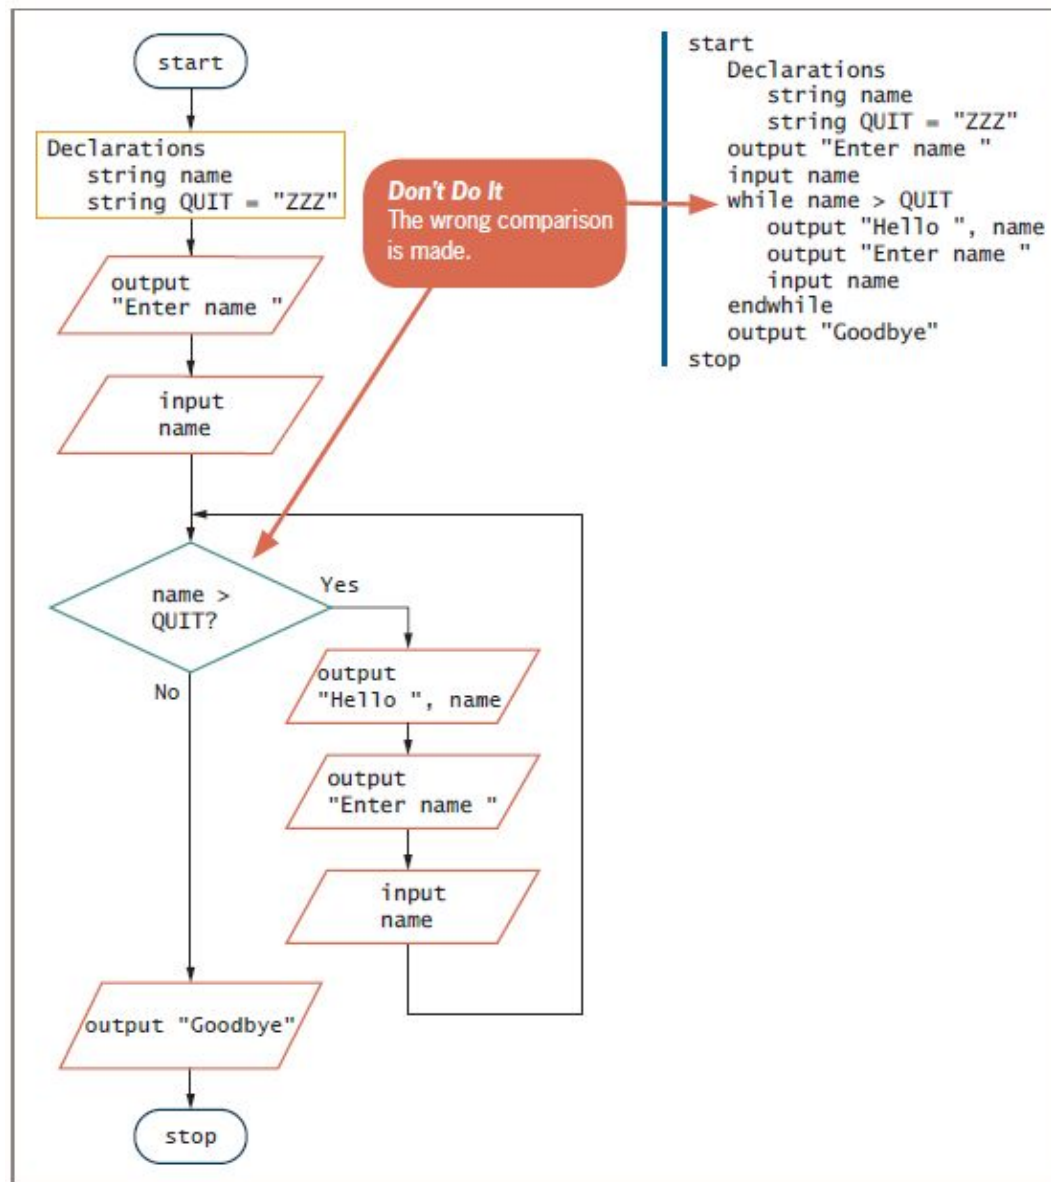 start
Declarations
string name
string QUIT = "ZZZ"
output
"Enter name "
input
name
name >
QUIT?
Yes
No
output
"Hello ", name
output
"Enter name "
input
name
output "Goodbye"
stop
Don't Do It
The wrong comparison
is made.
start
Declarations
string name
string QUIT = "ZZZ"
output "Enter name "
input name
while name > QUIT
output "Hello ", name
output "Enter name "
input name
endwhile
output "Goodbye"
stop